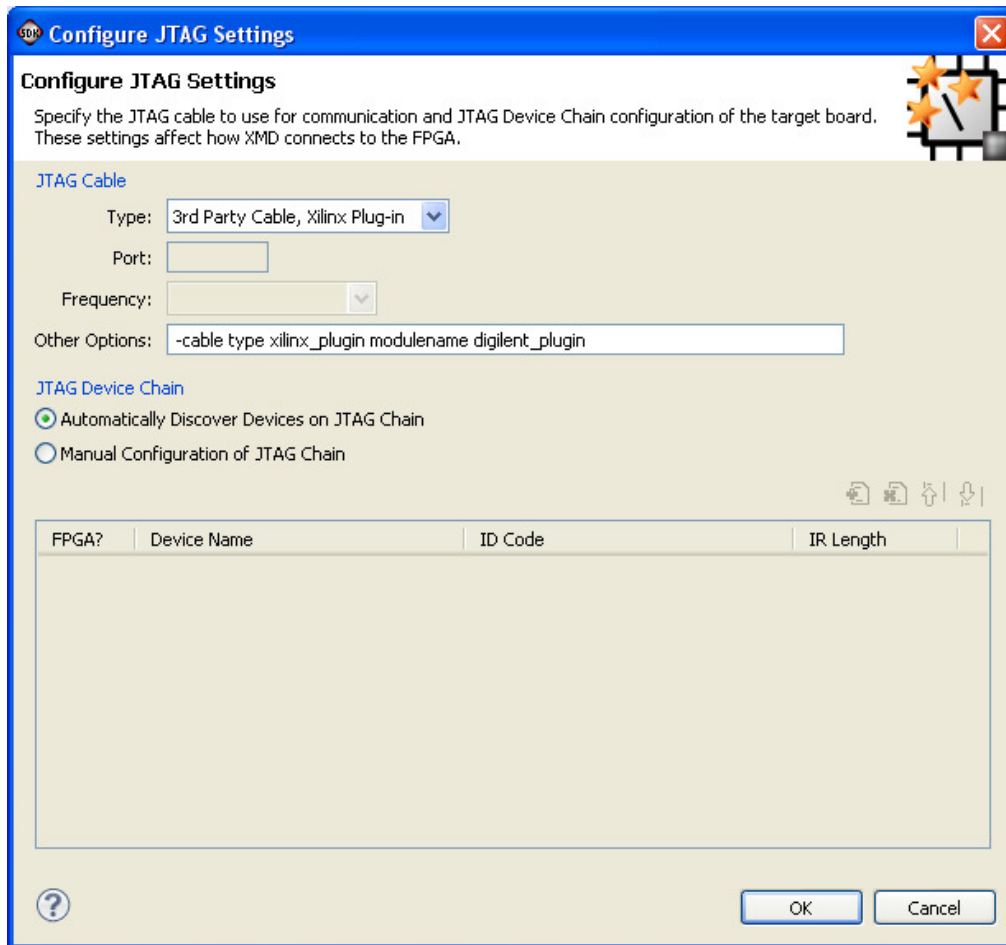 SDK Configure JTAG Settings
Configure JTAG Settings
Specify the JTAG cable to use for communication and JTAG Device Chain configuration of the target board.
These settings affect how XMD connects to the FPGA.
JTAG Cable
Type: 3rd Party Cable, Xilinx Plug-in
Port:
Frequency:
Other Options: -cable type xilinx_plugin modulename digilent_plugin
JTAG Device Chain
Automatically Discover Devices on JTAG Chain
Manual Configuration of JTAG Chain
FPGA? Device Name ID Code IR Length
? OK Cancel